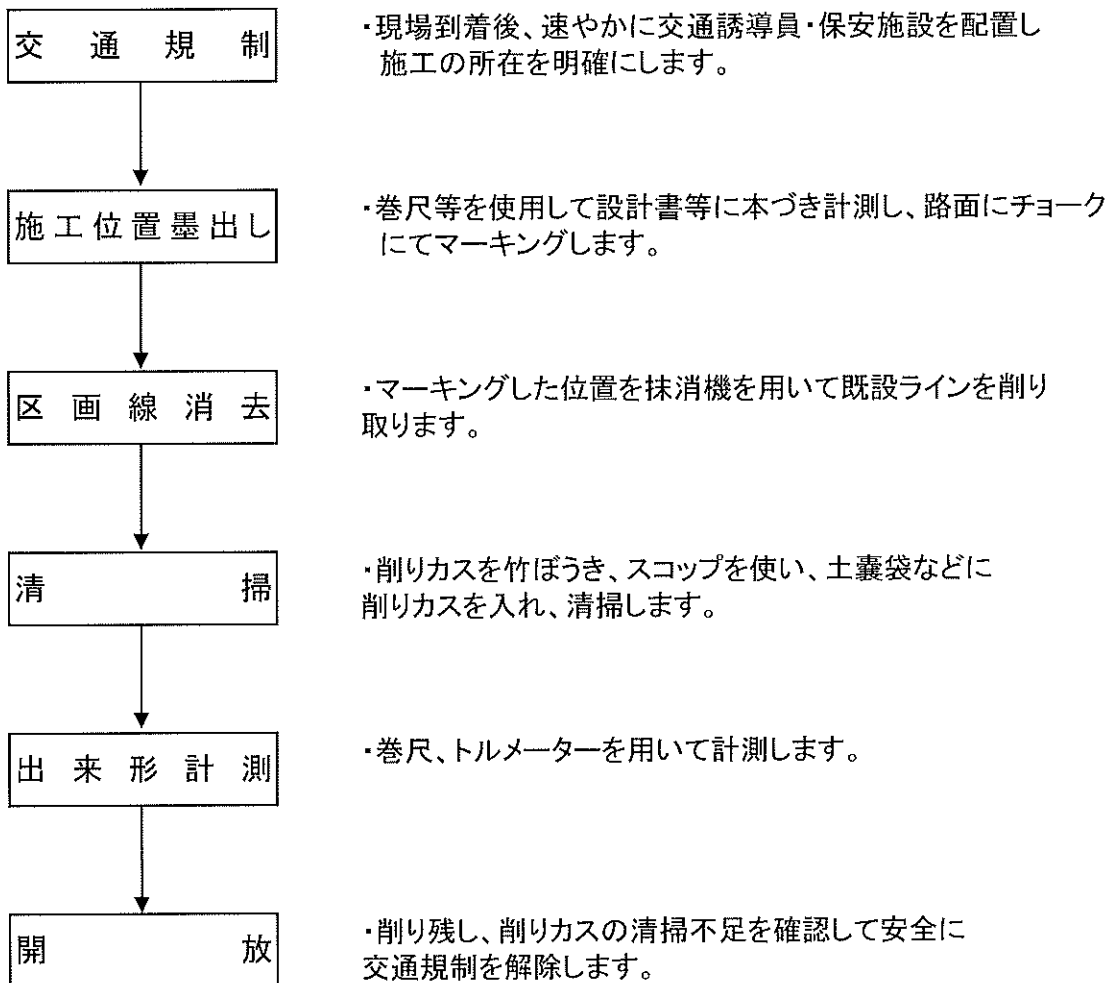 交通規制
・現場到着後、速やかに交通誘導員・保安施設を配置し
施工の所在を明確にします。
施工位置墨出し
・巻尺等を使用して設計書等に本づき計測し、路面にチョーク
にてマーキングします。
区画線消去
・マーキングした位置を抹消機を用いて既設ラインを削り
取ります。
清掃
・削りカスを竹ぼうき、スコップを使い、土嚢袋などに
削りカスを入れ、清掃します。
出来形計測
・巻尺、トルメーターを用いて計測します。
開放
・削り残し、削りカスの清掃不足を確認して安全に
交通規制を解除します。